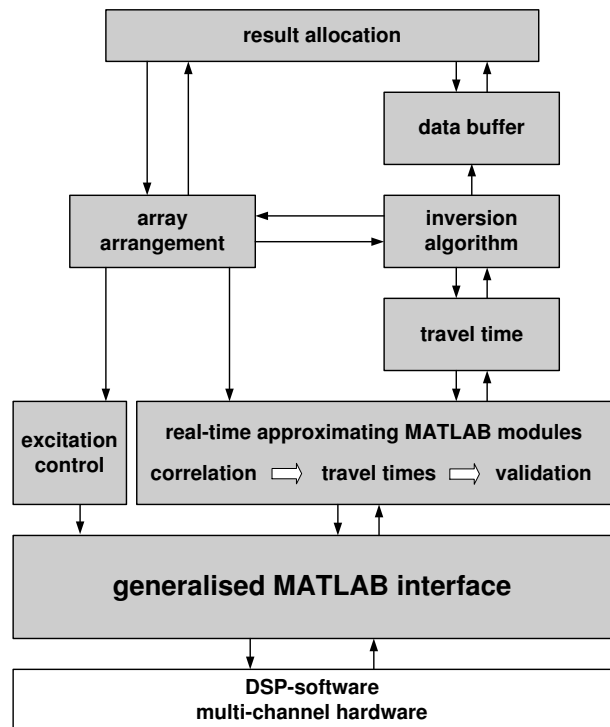 result allocation
data buffer
array
arrangement
inversion
algorithm
travel time
excitation
control
real-time approximating MATLAB modules
correlation travel times validation
generalised MATLAB interface
DSP-software
multi-channel hardware